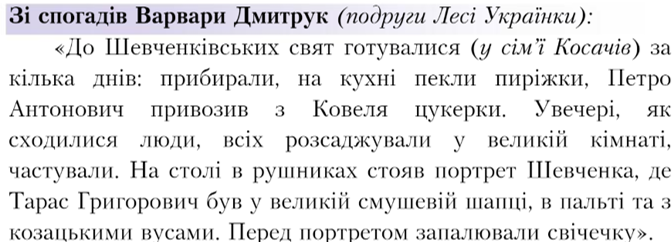 Зі спогадів Варвари Дмитрук (подруги Лесі Українки):
«До Шевченківських свят готувалися (у сім’ї Косачів) за
кілька днів: прибирали, на кухні пекли пиріжки, Петро
Антонович привозив з Ковеля цукерки. Увечері, як
сходилися люди, всіх розсаджували у великій кімнаті,
частували. На столі в рушниках стояв портрет Шевченка, де
Тарас Григорович був у великій смушевій шапці, в пальті та з
козацькими вусами. Перед портретом запалювали свічечку».